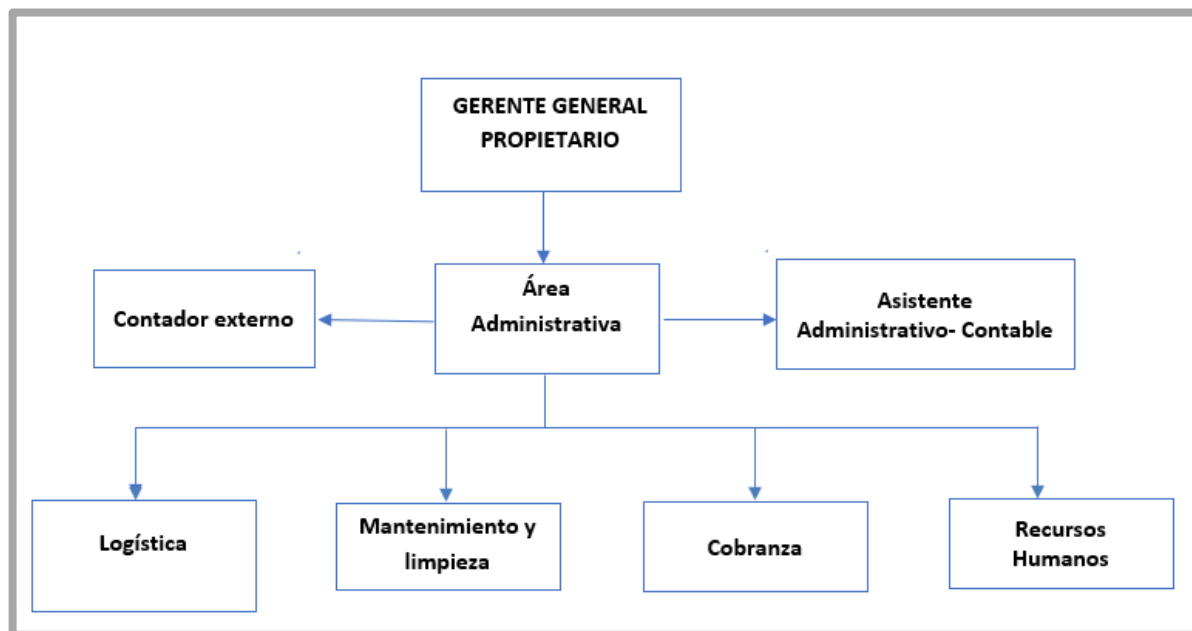 GERENTE GENERAL
PROPIETARIO
Contador externo
Área
Administrativa
Asistente
Administrativo- Contable
Logística
Mantenimiento y
limpieza
Cobranza
Recursos
Humanos